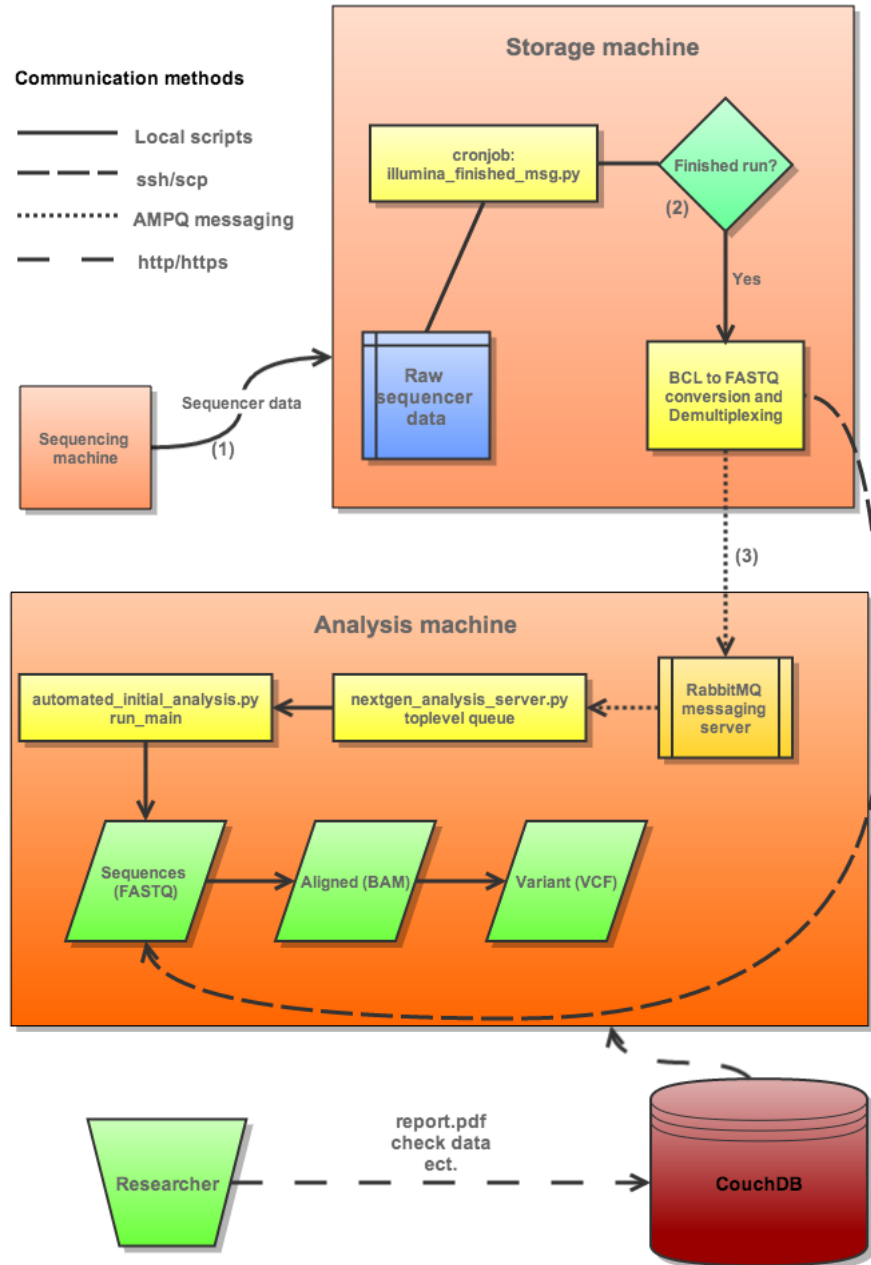 Storage machine
Communication methods
Local scripts
ssh/scp
AMPQ messaging
http/https
cronjob:
illumina_finished_msg.py
Finished run?
(2)
Yes
Raw
sequencer
data
BCL to FASTQ
conversion and
Demultiplexing
Sequencing
machine
Sequencer data
(1)
(3)
Analysis machine
automated_initial_analysis.py
run_main
nextgen_analysis_server.py
toplevel queue
RabbitMQ
messaging
server
Sequences
(FASTQ)
Aligned (BAM)
Variant (VCF)
Researcher
report.pdf
check data
ect.
CouchDB